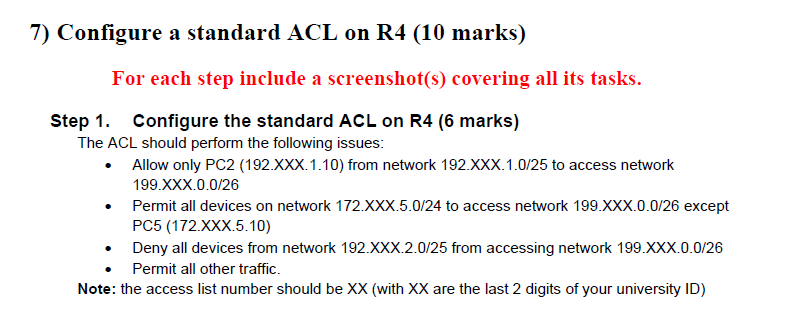 7) Configure a standard ACL on R4 (10 marks)
For each step include a screenshot(s) covering all its tasks.
Step 1. Configure the standard ACL on R4 (6 marks)
The ACL should perform the following issues:
• Allow only PC2 (192.XXX.1.10) from network 192.XXX.1.0/25 to access network
199.XXX.0.0/26
• Permit all devices on network 172.XXX.5.0/24 to access network 199.XXX.0.0/26 except
PC5 (172.XXX.5.10)
• Deny all devices from network 192.XXX.2.0/25 from accessing network 199.XXX.0.0/26
• Permit all other traffic.
Note: the access list number should be XX (with XX are the last 2 digits of your university ID)